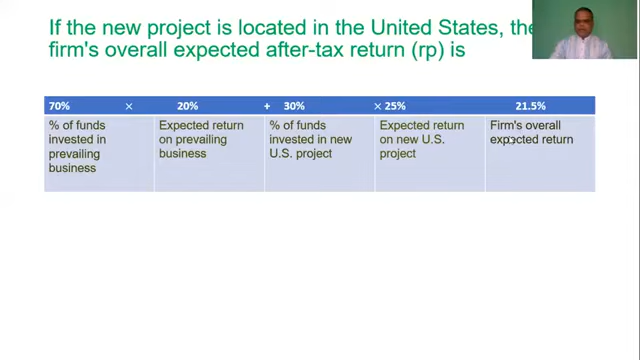 If the new project is located in the United States, the
firm's overall expected after-tax return (rp) is
70% × 20% + 30% × 25% 21.5%
% of funds invested in prevailing business
Expected return on prevailing business
% of funds invested in new U.S. project
Expected return on new U.S. project
Firm's overall expected return